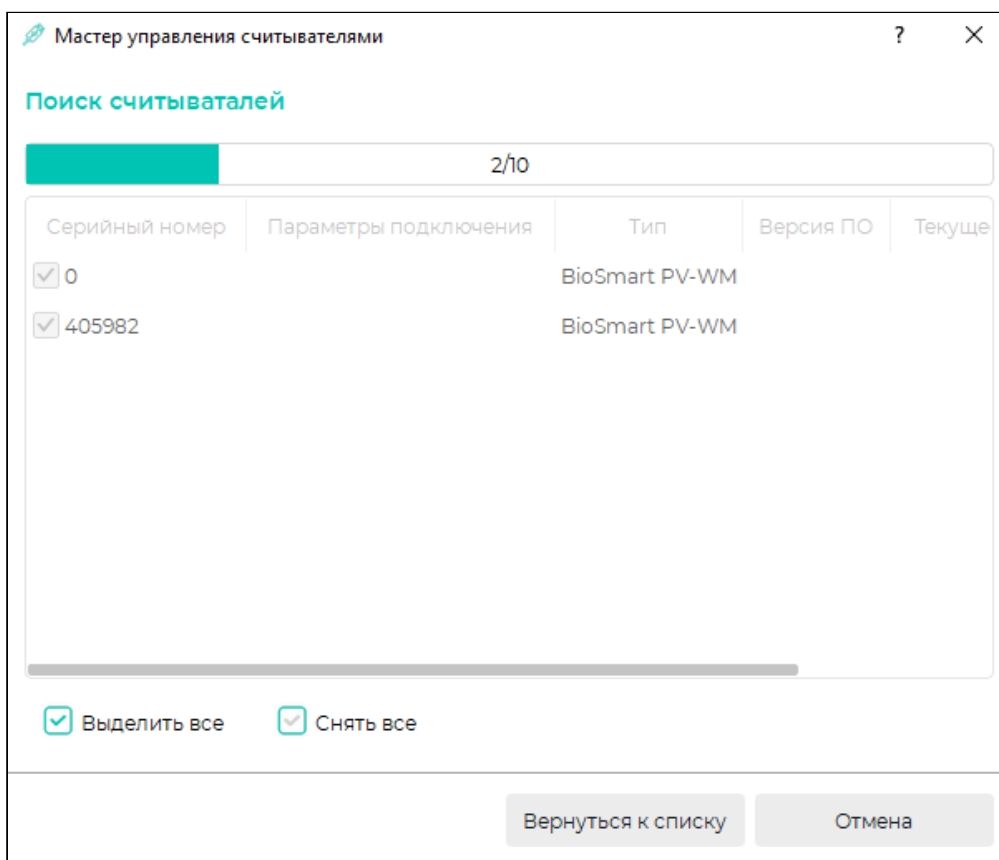 Мастер управления считывателями ?
Поиск считываталей
2/10
Серийный номер Параметры подключения Тип Версия ПО Текуще
0 BioSmart PV-WM
405982 BioSmart PV-WM
Выделить все Снять все
Вернуться к списку Отмена